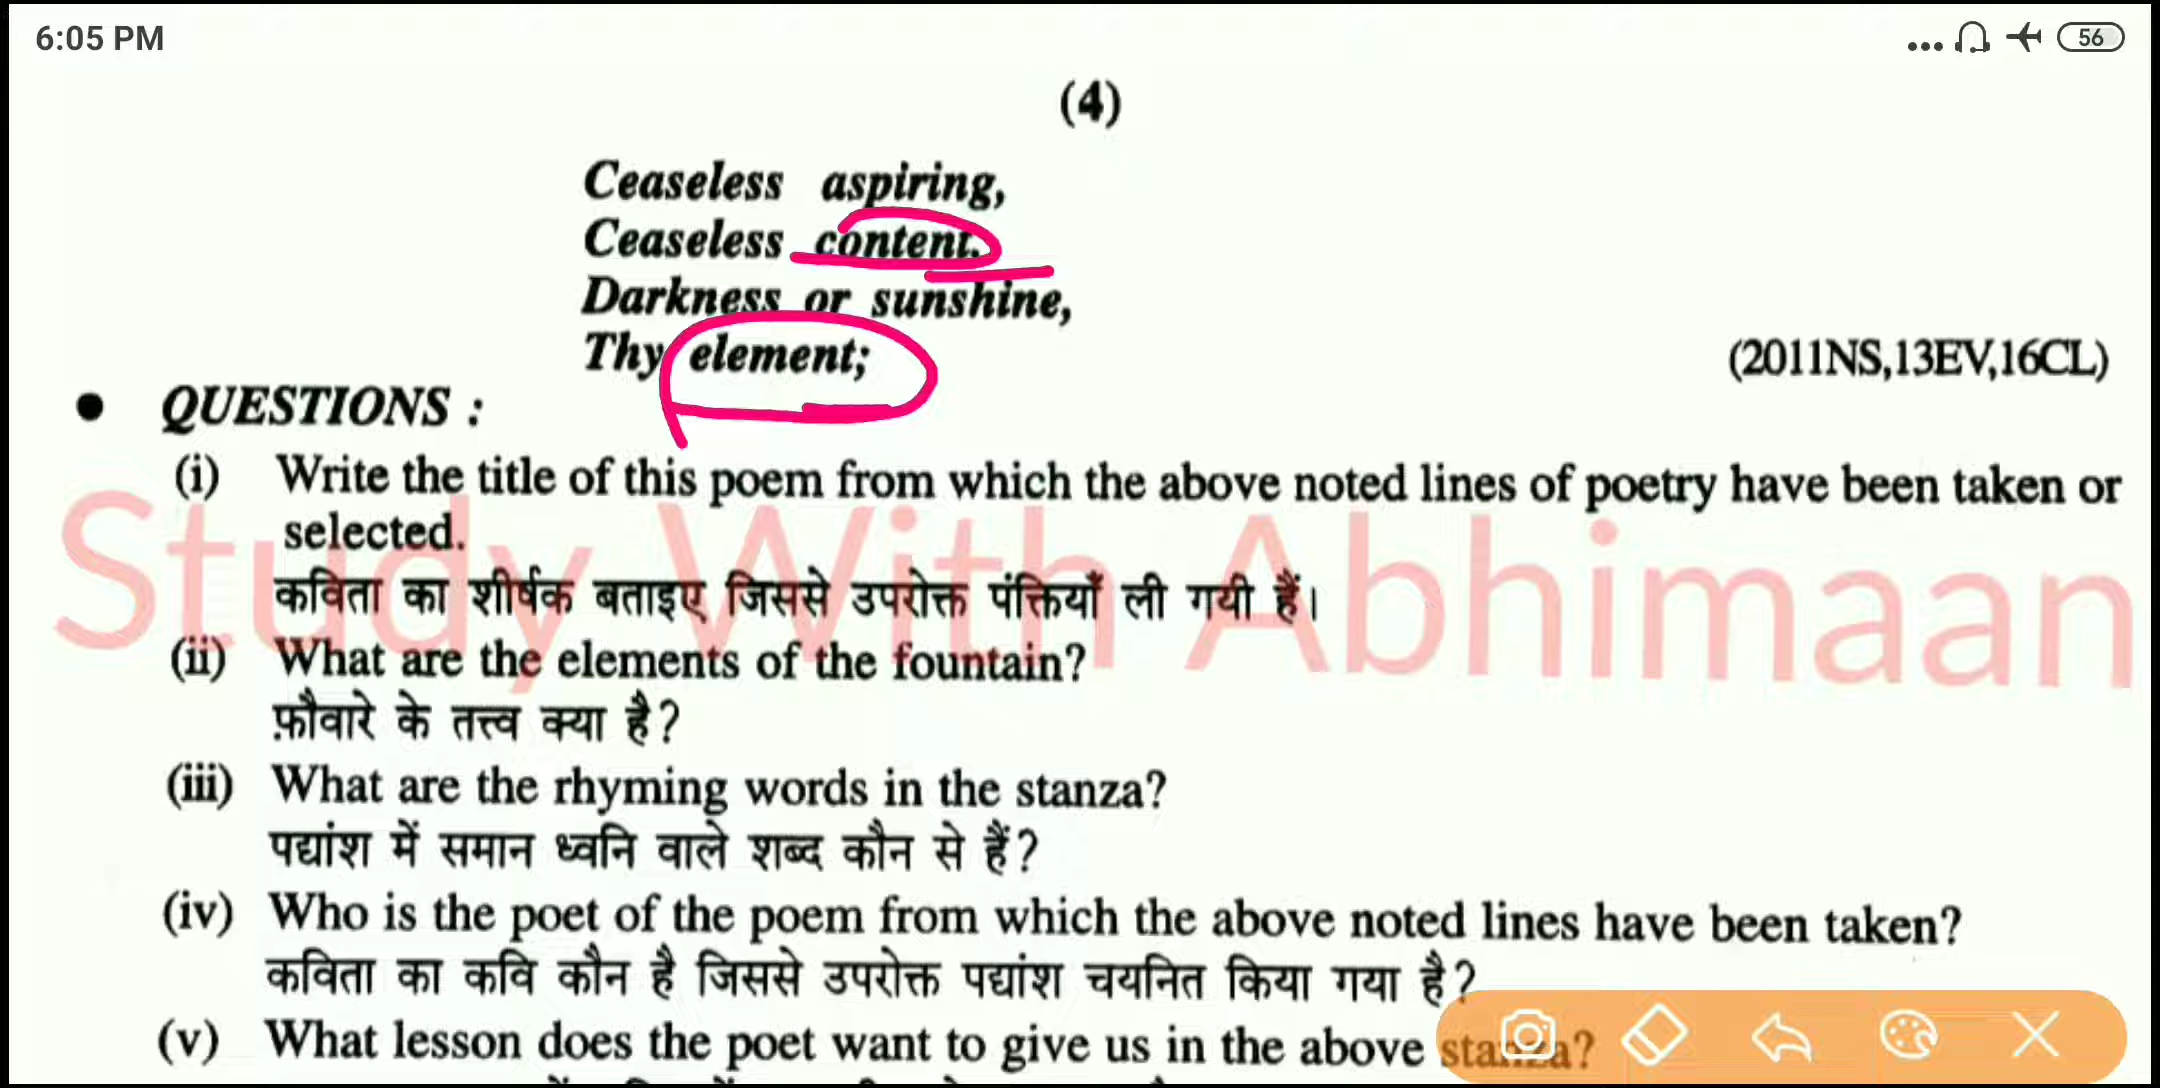 6:05 PM
56
(4)
Ceaseless aspiring,
Ceaseless content.
Darkness or sunshine,
Thy element;
(2011NS,13EV,16CL)
● QUESTIONS :
(i) Write the title of this poem from which the above noted lines of poetry have been taken or
selected.
कविता का शीर्षक बताइए जिससे उपरोक्त पंक्तियाँ ली गयी हैं।
Study With Abhimaan
(ii) What are the elements of the fountain?
फ़ौवारे के तत्त्व क्या है?
(iii) What are the rhyming words in the stanza?
पद्यांश में समान ध्वनि वाले शब्द कौन से हैं?
(iv) Who is the poet of the poem from which the above noted lines have been taken?
कविता का कवि कौन है जिससे उपरोक्त पद्यांश चयनित किया गया है?
(v) What lesson does the poet want to give us in the above stanza?